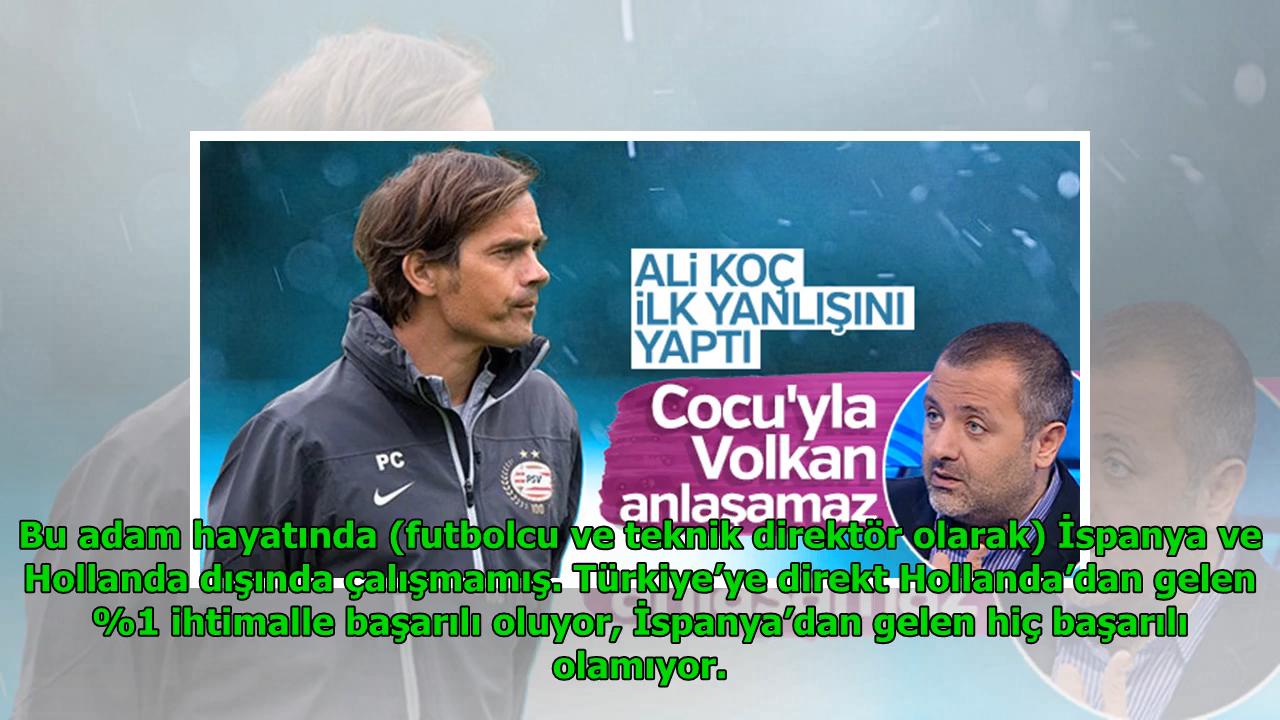 ALİ KOÇ
İLK YANLIŞINI
YAPTI
Cocu'yla
Volkan
anlaşamaz
PC
PSV
100
Bu adam hayatında (futbolcu ve teknik direktör olarak) İspanya ve
Hollanda dışında çalışmamış. Türkiye’ye direkt Hollanda’dan gelen
%1 ihtimalle başarılı oluyor, İspanya’dan gelen hiç başarılı
olamıyor.